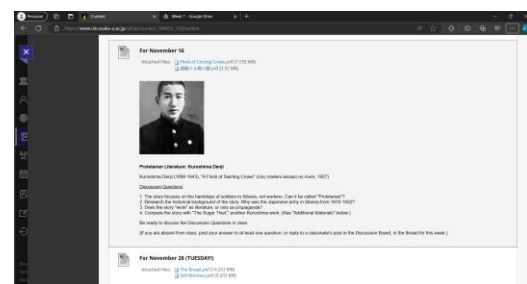 Personal
Content
Week 7 - Google Drive
For November 16
Attached Files: Flock of Circling Crows.pdf
Proletarian Literature: Kuroshima Denji
Kuroshima Denji (1898-1943), "A Flock of Swirling Crows" (Uzu makeru karasu no mure, 1927)
Discussion Questions
1. The story focuses on the hardships of soldiers in Siberia, not workers. Can it be called "Proletarian"?
2. Research the historical background of the story. Why was the Japanese army in Siberia from 1918-1922?
3. Does the story "work" as literature, or only as propaganda?
4. Compare the story with "The Sugar Thief," another Kuroshima work. (See "Additional Materials" below.)
Be ready to discuss the Discussion Questions in class.
(If you are absent from class, post your answer to at least one question, or reply to a classmate's post in the Discussion Board, in the thread for this week.)
For November 28 (TUESDAY!)
Attached Files: The Breast.pdf
Self-Mockery.pdf